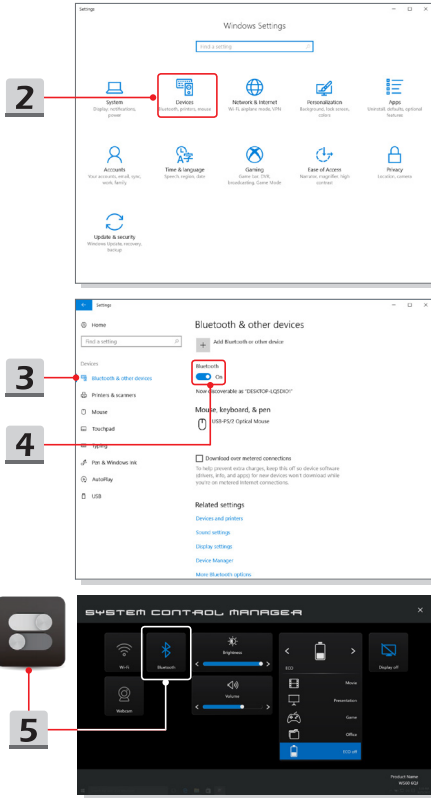 Settings
Windows Settings
Find a setting
2
System
Display, notifications,
power
Devices
Bluetooth, printers, mouse
Network & Internet
Wi-Fi, airplane mode, VPN
Personalization
Background, lock screen,
colors
Apps
Uninstall, defaults, optional
features
Accounts
Your accounts, email, sync,
work, family
Time & language
Speech, region, date
Gaming
Game bar, DVR,
broadcasting, Game Mode
Ease of Access
Narrator, magnifier, high
contrast
Privacy
Location, camera
Update & security
Windows Update, recovery,
backup
Settings
Home
Find a setting
Devices
3
Bluetooth & other devices
Printers & scanners
Mouse
4
Touchpad
Typing
Pen & Windows Ink
AutoPlay
USB
Bluetooth & other devices
Add Bluetooth or other device
Bluetooth
On
Now discoverable as "DESKTOP-LQ5DIOI"
Mouse, keyboard, & pen
USB-PS/2 Optical Mouse
Download over metered connections
To help prevent extra charges, keep this off so device software
(drivers, info, and apps) for new devices won't download while
you're on metered Internet connections.
Related settings
Devices and printers
Sound settings
Display settings
Device Manager
More Bluetooth options
5
SYSTEM CONTROL MANAGER
Wi-Fi
Bluetooth
Brightness
ECO
Display off
Webcam
Volume
Movie
Presentation
Game
Office
ECO off
Product Name